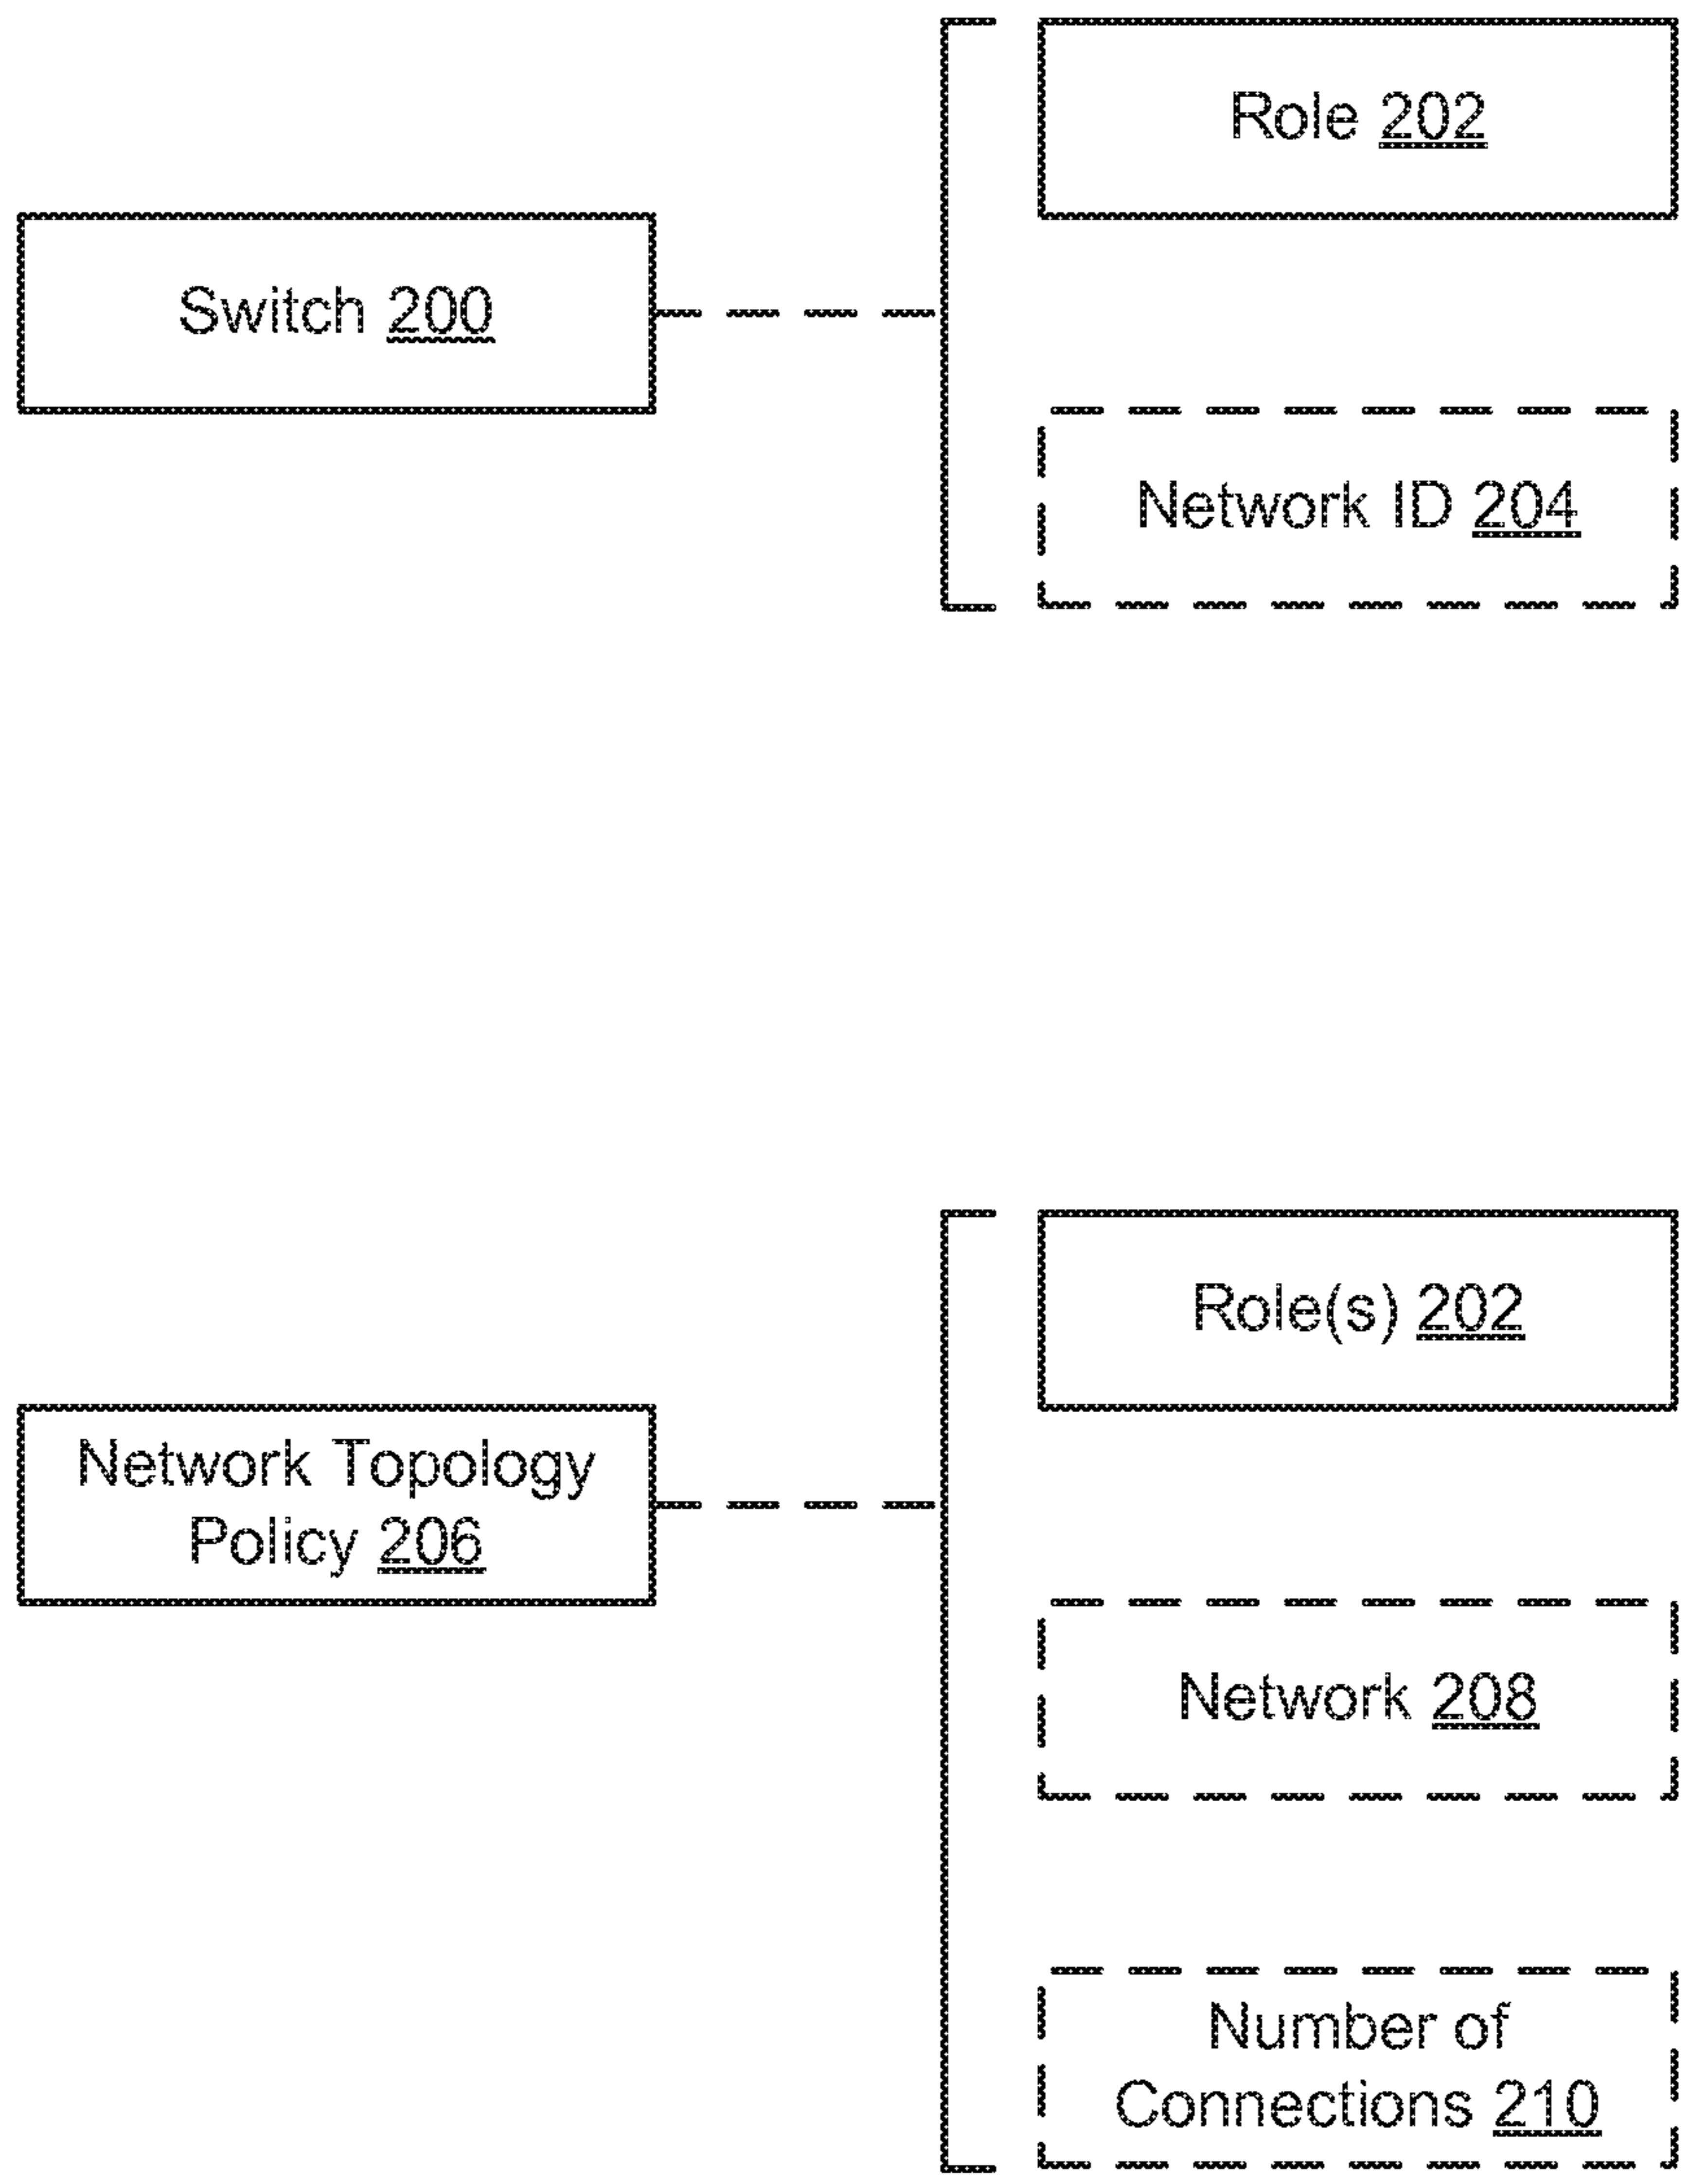 Role 202
Switch 200
Network ID 204
Role(s) 202
Network Topology
Policy 206
Network 208
Number of
Connections 210